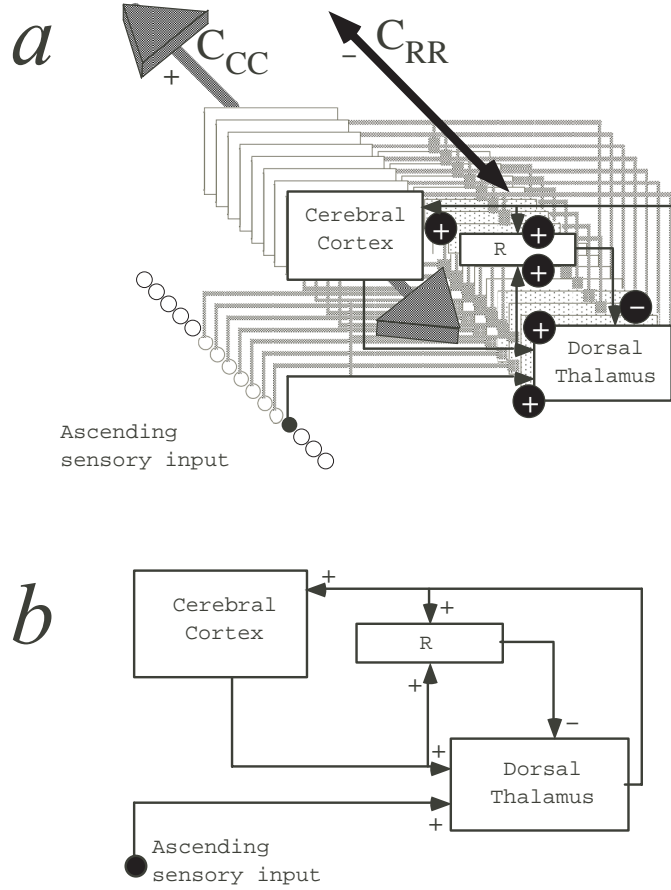 a
C_CC
+
C_RR
−
Cerebral
Cortex
+
+
R
+
−
+
Dorsal
Thalamus
+
Ascending
sensory input
b
Cerebral
Cortex
+
+
R
+
−
+
Dorsal
Thalamus
+
Ascending
sensory input